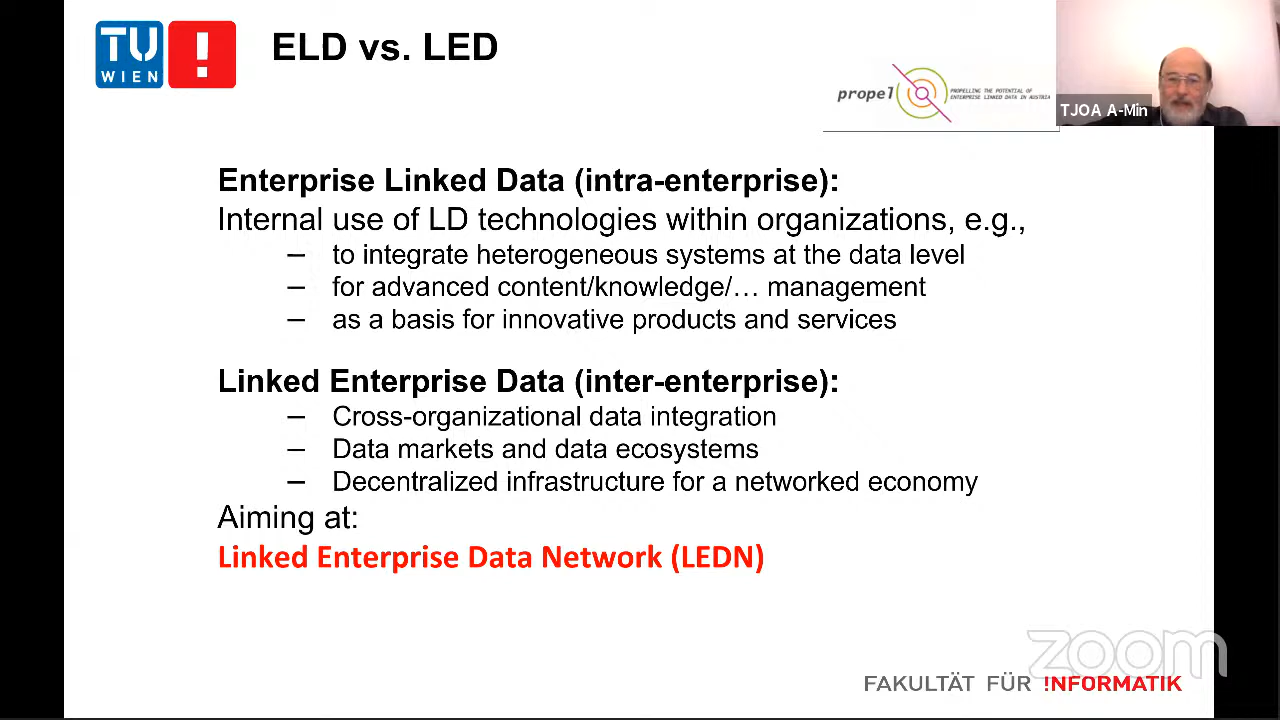 TU
WIEN
!
ELD vs. LED
propel
PROPELLING THE POTENTIAL OF
ENTERPRISE LINKED DATA IN AUSTRIA
TJOA A-Min
Enterprise Linked Data (intra-enterprise):
Internal use of LD technologies within organizations, e.g.,
– to integrate heterogeneous systems at the data level
– for advanced content/knowledge/… management
– as a basis for innovative products and services
Linked Enterprise Data (inter-enterprise):
– Cross-organizational data integration
– Data markets and data ecosystems
– Decentralized infrastructure for a networked economy
Aiming at:
Linked Enterprise Data Network (LEDN)
zoom
FAKULTÄT FÜR !NFORMATIK